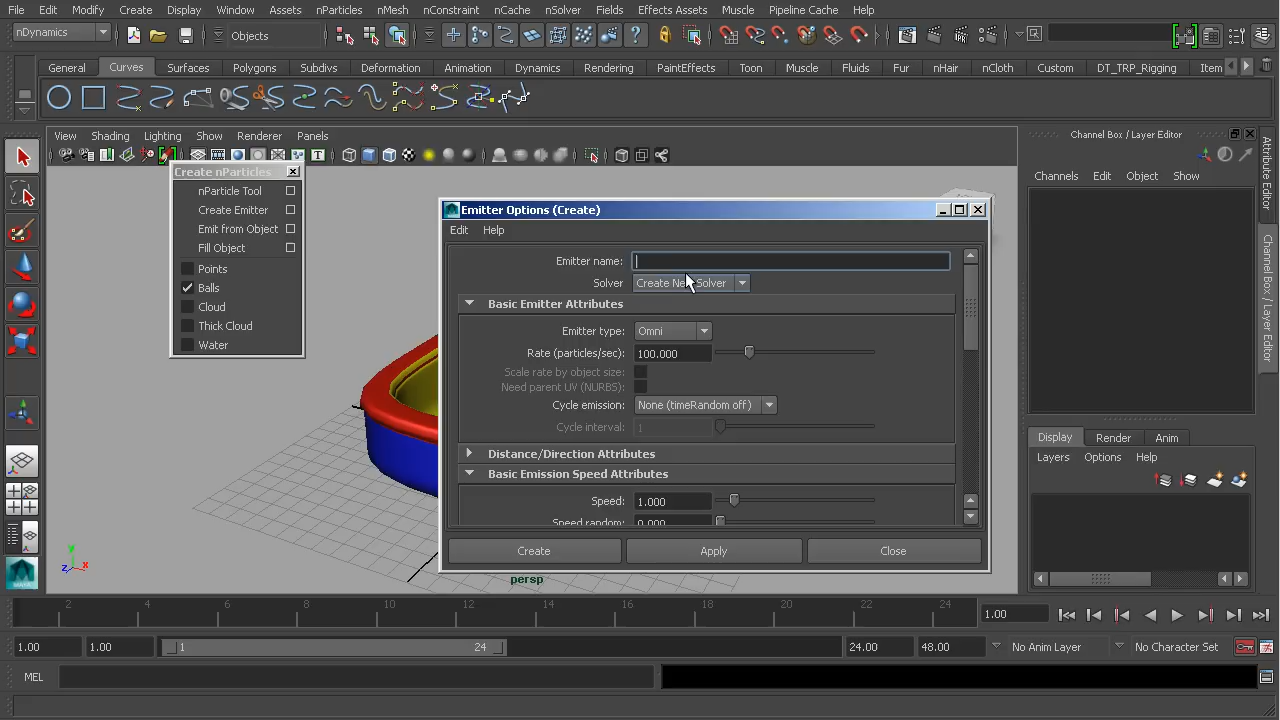 File Edit Modify Create Display Window Assets nParticles nMesh nConstraint nCache nSolver Fields Effects Assets Muscle Pipeline Cache Help
nDynamics Objects
General Curves Surfaces Polygons Subdivs Deformation Animation Dynamics Rendering PaintEffects Toon Muscle Fluids Fur nHair nCloth Custom DT_TRP_Rigging Item
View Shading Lighting Show Renderer Panels
Channel Box / Layer Editor
Channels Edit Object Show
Attribute Editor
Channel Box / Layer Editor
Create nParticles
nParticle Tool
Create Emitter
Emit from Object
Fill Object
Points
Balls
Cloud
Thick Cloud
Water
Emitter Options (Create)
Edit Help
Emitter name:
Solver Create New Solver
Basic Emitter Attributes
Emitter type: Omni
Rate (particles/sec): 100.000
Scale rate by object size:
Need parent UV (NURBS):
Cycle emission: None (timeRandom off)
Cycle interval: 1
Distance/Direction Attributes
Basic Emission Speed Attributes
Speed: 1.000
Speed random: 0.000
Create Apply Close
Display Render Anim
Layers Options Help
y
z x
persp
2 4 6 8 10 12 14 16 18 20 22 24 1.00
1.00 1.00 1 24 24.00 48.00 No Anim Layer No Character Set
MEL